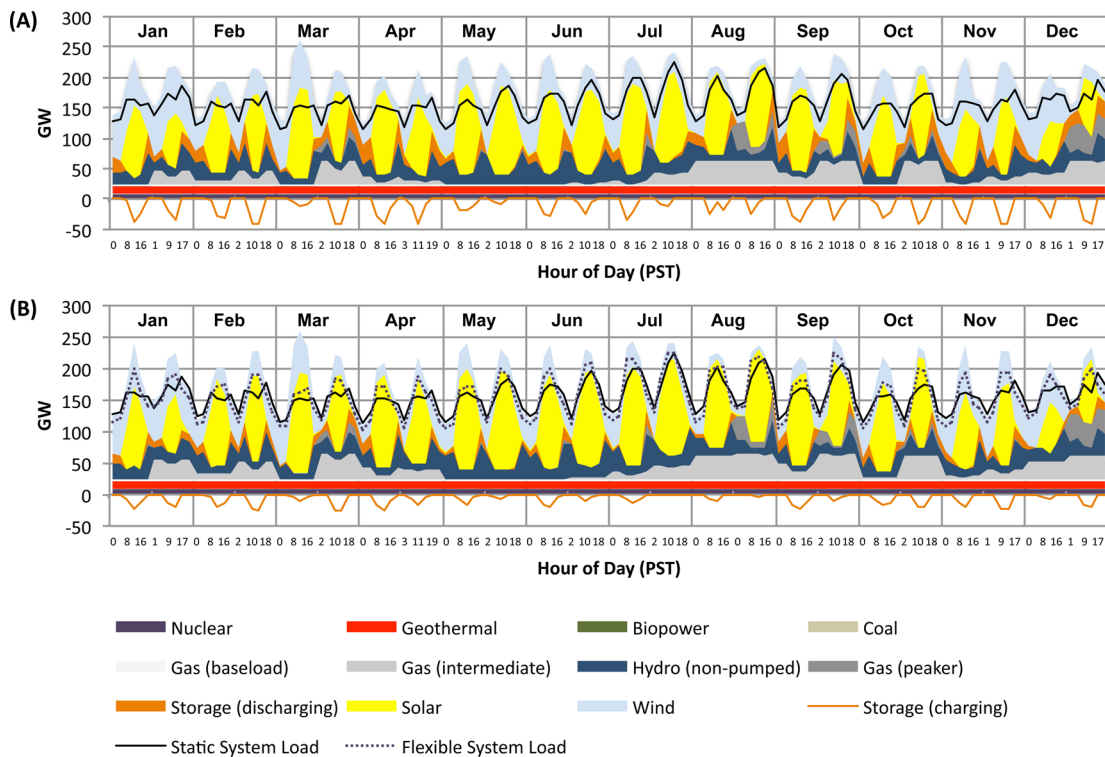 (A)
300
250
200
150
100
50
0
-50
GW
Jan Feb Mar Apr May Jun Jul Aug Sep Oct Nov Dec
0 8 16 1 9 17 0 8 16 2 10 18 0 8 16 2 10 18 0 8 16 3 11 19 0 8 16 2 10 18 0 8 16 2 10 18 0 8 16 2 10 18 0 8 16 0 8 16 0 8 16 2 10 18 0 8 16 2 10 18 0 8 16 1 9 17 0 8 16 1 9 17
Hour of Day (PST)
(B)
300
250
200
150
100
50
0
-50
GW
Jan Feb Mar Apr May Jun Jul Aug Sep Oct Nov Dec
0 8 16 1 9 17 0 8 16 2 10 18 0 8 16 2 10 18 0 8 16 3 11 19 0 8 16 2 10 18 0 8 16 2 10 18 0 8 16 2 10 18 0 8 16 0 8 16 0 8 16 2 10 18 0 8 16 2 10 18 0 8 16 1 9 17 0 8 16 1 9 17
Hour of Day (PST)
Nuclear Geothermal Biopower Coal
Gas (baseload) Gas (intermediate) Hydro (non-pumped) Gas (peaker)
Storage (discharging) Solar Wind Storage (charging)
Static System Load Flexible System Load